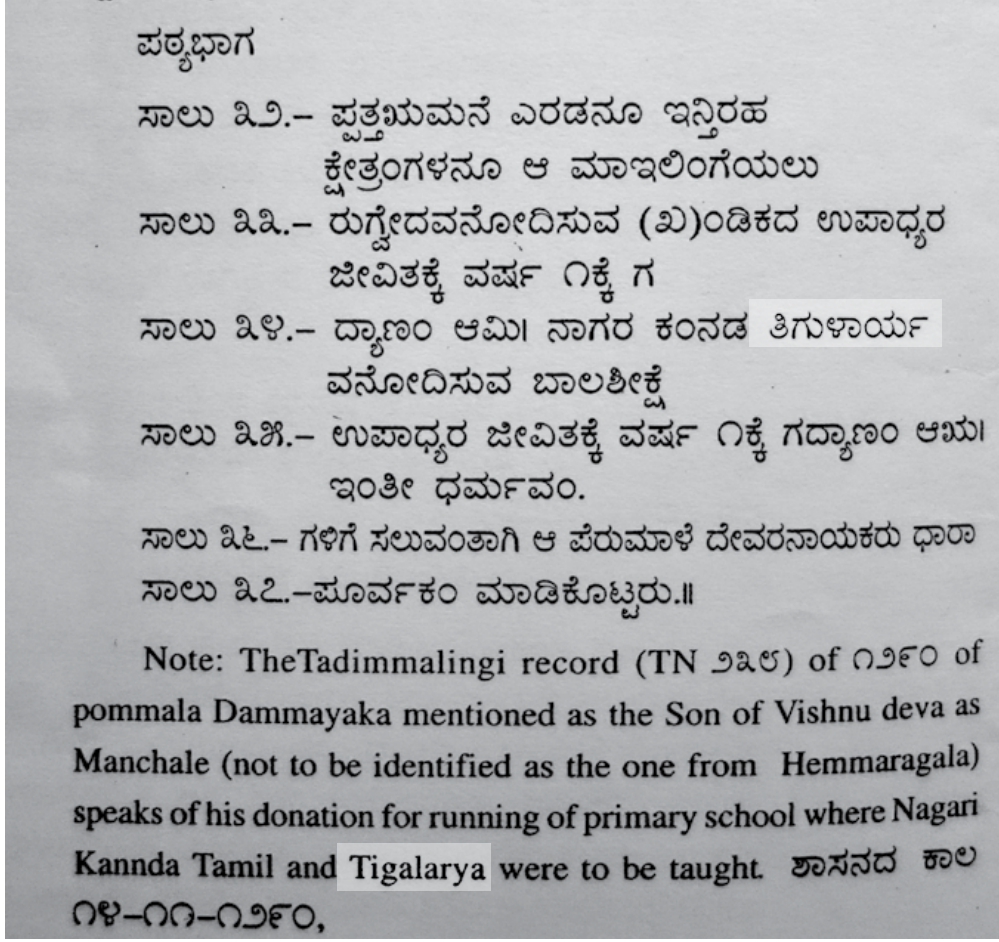 ಪಠ್ಯಭಾಗ
ಸಾಲು ೩೨.– ಪ್ಪತ್ತಋಮನೆ ಎರಡನೂ ಇನ್ತಿರಹ
ಕ್ಷೇತ್ರಂಗಳನೂ ಆ ಮಾಇಲಿಂಗೆಯಲು
ಸಾಲು ೩೩.– ರುಗ್ವೇದವನೋದಿಸುವ (ಖ)ಂಡಿಕದ ಉಪಾಧ್ಯರ
ಜೀವಿತಕ್ಕೆ ವರ್ಷ ೧ಕ್ಕೆ ಗ
ಸಾಲು ೩೪.– ದ್ಯಾಣಂ ಆಮಿ। ನಾಗರ ಕಂನಡ ತಿಗುಳಾರ್ಯ
ವನೋದಿಸುವ ಬಾಲಶೀಕ್ಷೆ
ಸಾಲು ೩೫.– ಉಪಾಧ್ಯರ ಜೀವಿತಕ್ಕೆ ವರ್ಷ ೧ಕ್ಕೆ ಗದ್ಯಾಣಂ ಆಋ।
ಇಂತೀ ಧರ್ಮವಂ.
ಸಾಲು ೩೬.– ಗಳಿಗೆ ಸಲುವಂತಾಗಿ ಆ ಪೆರುಮಾಳೆ ದೇವರನಾಯಕರು ಧಾರಾ
ಸಾಲು ೩೭.–ಪೂರ್ವಕಂ ಮಾಡಿಕೊಟ್ಟರು.॥
Note: TheTadimmalingi record (TN ೨೩೮) of ೧೨೯೦ of
pommala Dammayaka mentioned as the Son of Vishnu deva as
Manchale (not to be identified as the one from Hemmaragala)
speaks of his donation for running of primary school where Nagari
Kannda Tamil and Tigalarya were to be taught. ಶಾಸನದ ಕಾಲ
೧೪–೧೧–೧೨೯೦,